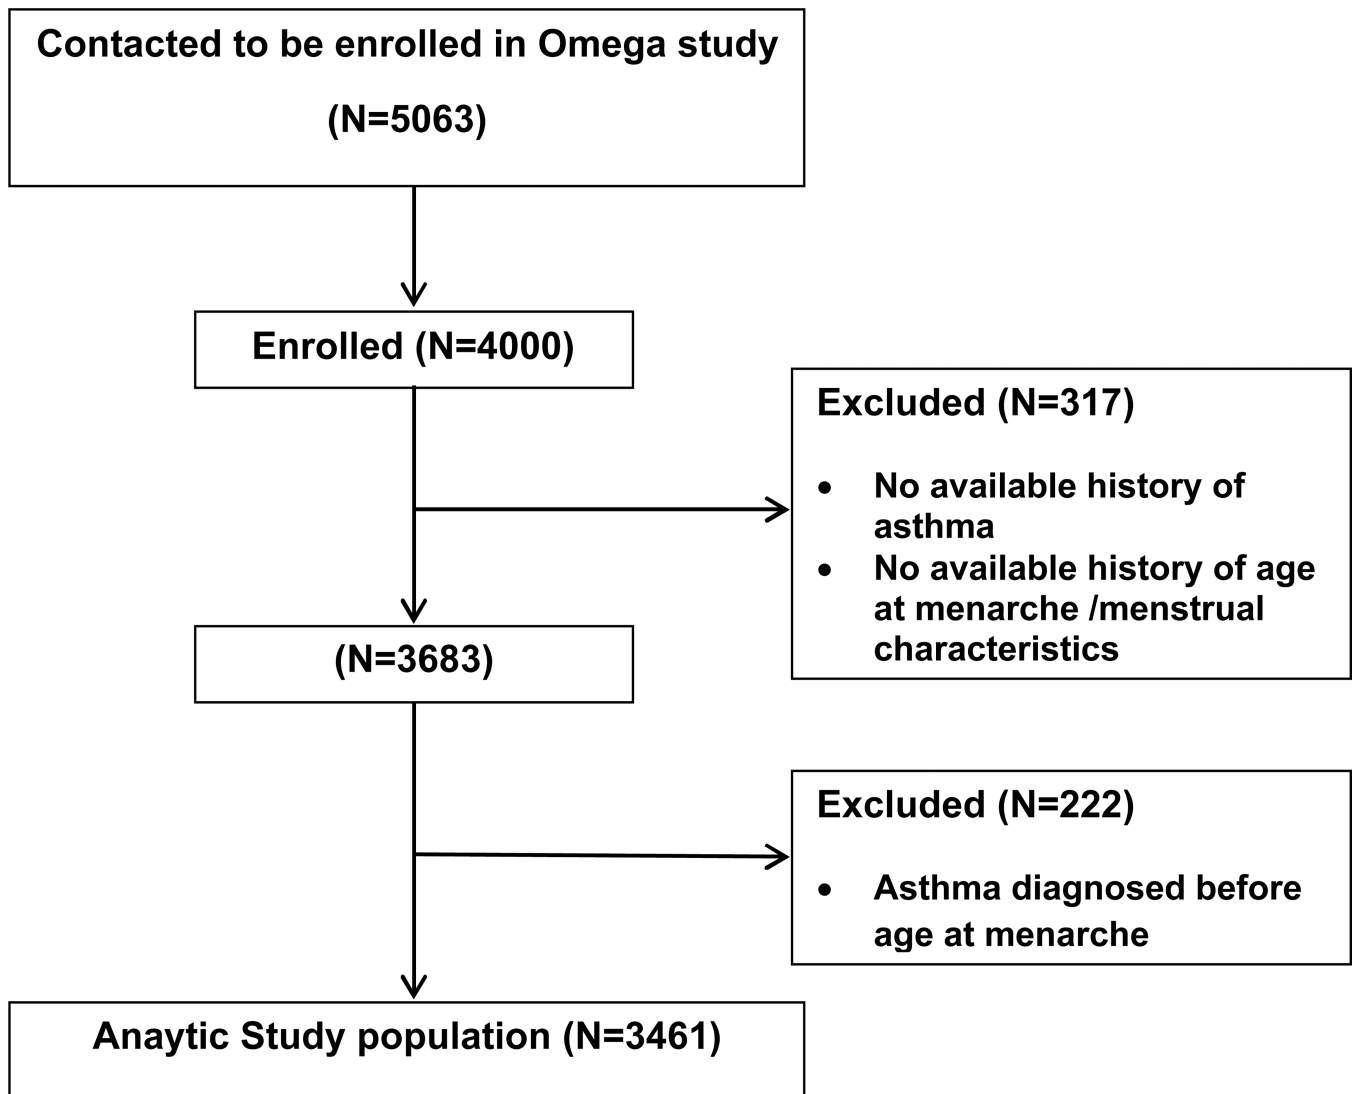 Contacted to be enrolled in Omega study
(N=5063)
Enrolled (N=4000)
Excluded (N=317)
• No available history of
asthma
• No available history of age
at menarche /menstrual
characteristics
(N=3683)
Excluded (N=222)
• Asthma diagnosed before
age at menarche
Anaytic Study population (N=3461)